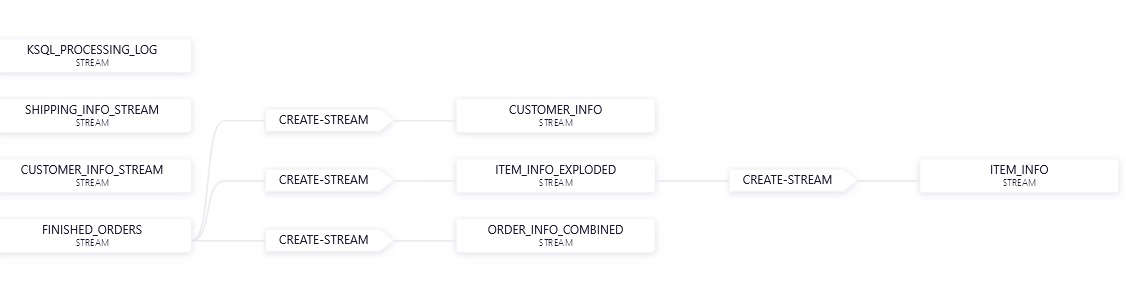 KSQL_PROCESSING_LOG
STREAM
SHIPPING_INFO_STREAM
STREAM
CREATE-STREAM
CUSTOMER_INFO
STREAM
CUSTOMER_INFO_STREAM
STREAM
CREATE-STREAM
ITEM_INFO_EXPLODED
STREAM
CREATE-STREAM
ITEM_INFO
STREAM
FINISHED_ORDERS
STREAM
CREATE-STREAM
ORDER_INFO_COMBINED
STREAM